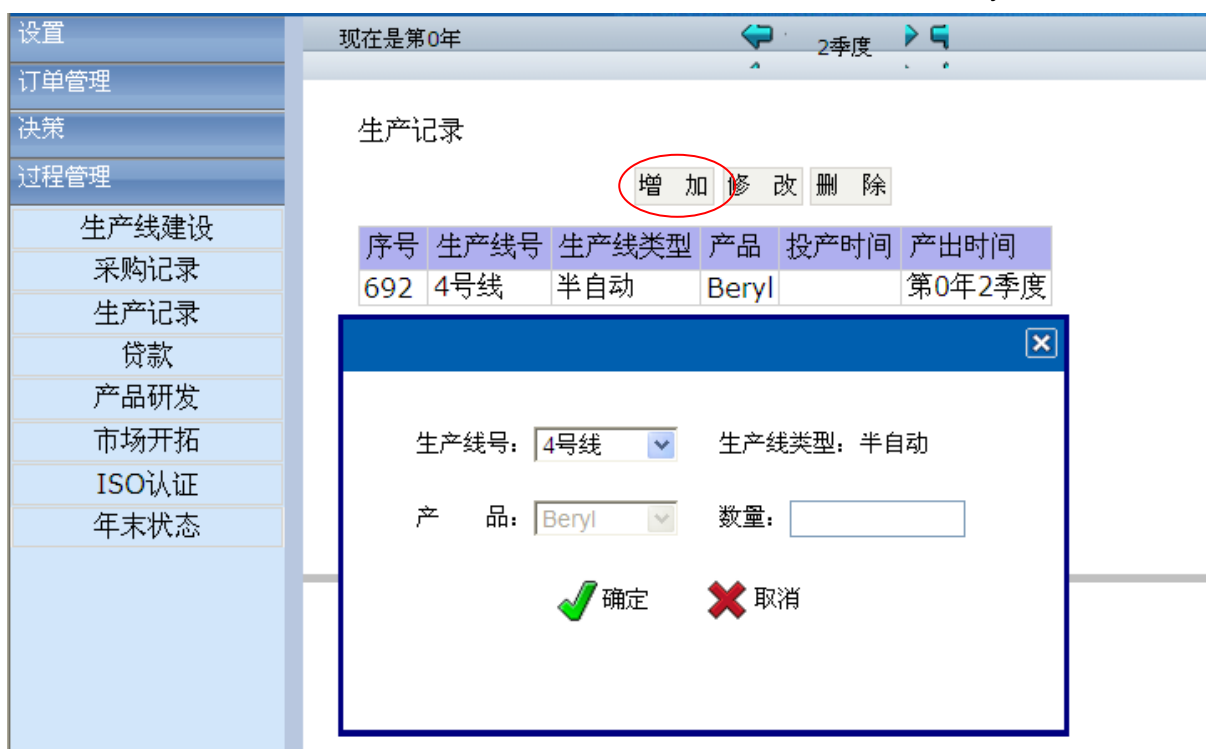 设置
订单管理
决策
过程管理
生产线建设
采购记录
生产记录
贷款
产品研发
市场开拓
ISO认证
年末状态
现在是第0年
2季度
生产记录
增 加 修 改 删 除
序号 生产线号 生产线类型 产品 投产时间 产出时间
692 4号线 半自动 Beryl 第0年2季度
生产线号： 4号线 生产线类型：半自动
产 品： Beryl 数量：
确定 取消